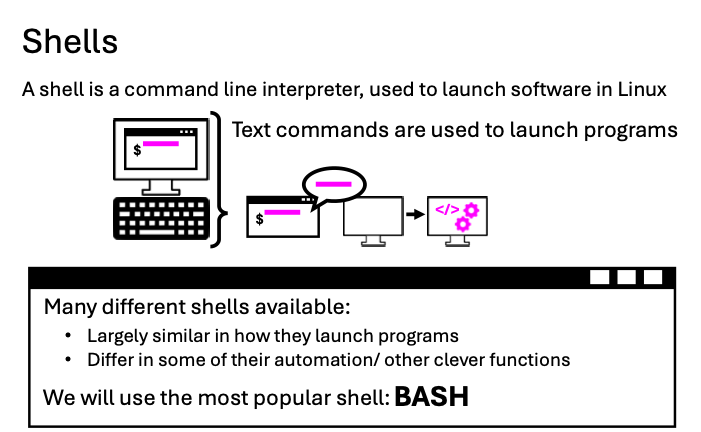 Shells
A shell is a command line interpreter, used to launch software in Linux
Text commands are used to launch programs
$
$
</>
Many different shells available:
• Largely similar in how they launch programs
• Differ in some of their automation/ other clever functions
We will use the most popular shell: BASH